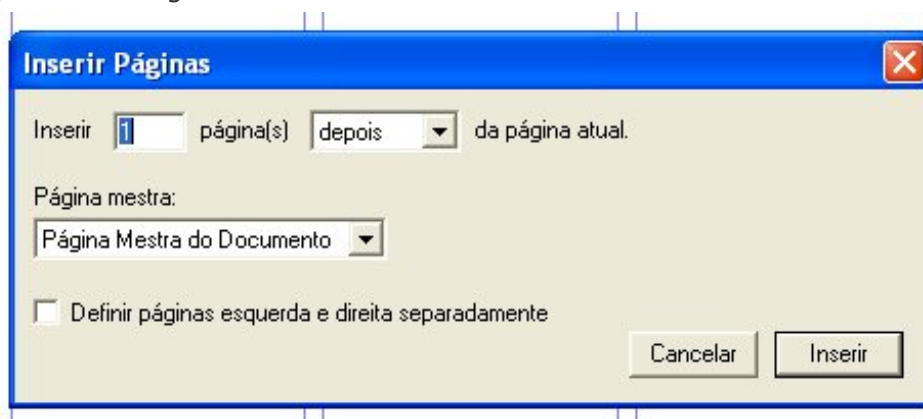 Inserir Páginas
Inserir 1 página(s) depois da página atual.
Página mestra:
Página Mestra do Documento
Definir páginas esquerda e direita separadamente
Cancelar Inserir